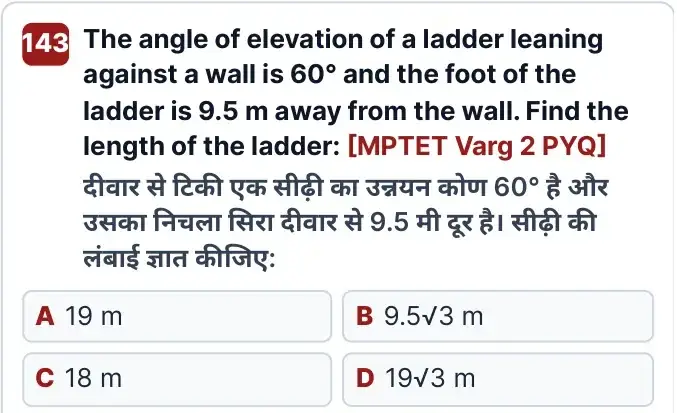 143 The angle of elevation of a ladder leaning
against a wall is 60° and the foot of the
ladder is 9.5 m away from the wall. Find the
length of the ladder: [MPTET Varg 2 PYQ]
दीवार से टिकी एक सीढ़ी का उन्नयन कोण 60° है और
उसका निचला सिरा दीवार से 9.5 मी दूर है। सीढ़ी की
लंबाई ज्ञात कीजिए:
A 19 m
B 9.5√3 m
C 18 m
D 19√3 m